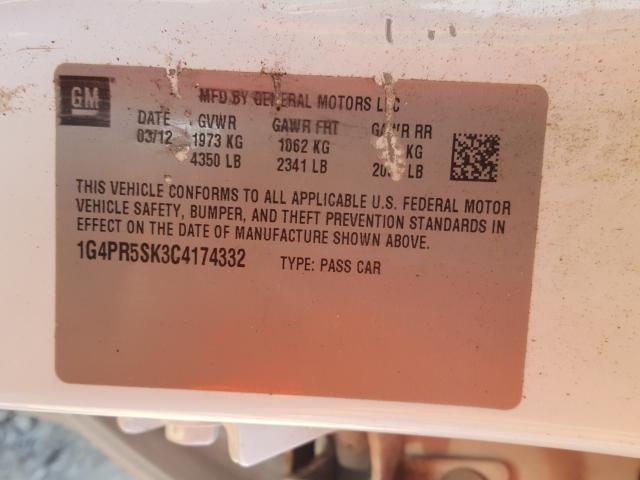 GM
MFD BY GENERAL MOTORS LLC
DATE GVWR GAWR FRT GAWR RR
03/12 1973 KG 1062 KG KG
4350 LB 2341 LB LB
THIS VEHICLE CONFORMS TO ALL APPLICABLE U.S. FEDERAL MOTOR
VEHICLE SAFETY, BUMPER, AND THEFT PREVENTION STANDARDS IN
EFFECT ON THE DATE OF MANUFACTURE SHOWN ABOVE.
1G4PR5SK3C4174332 TYPE: PASS CAR